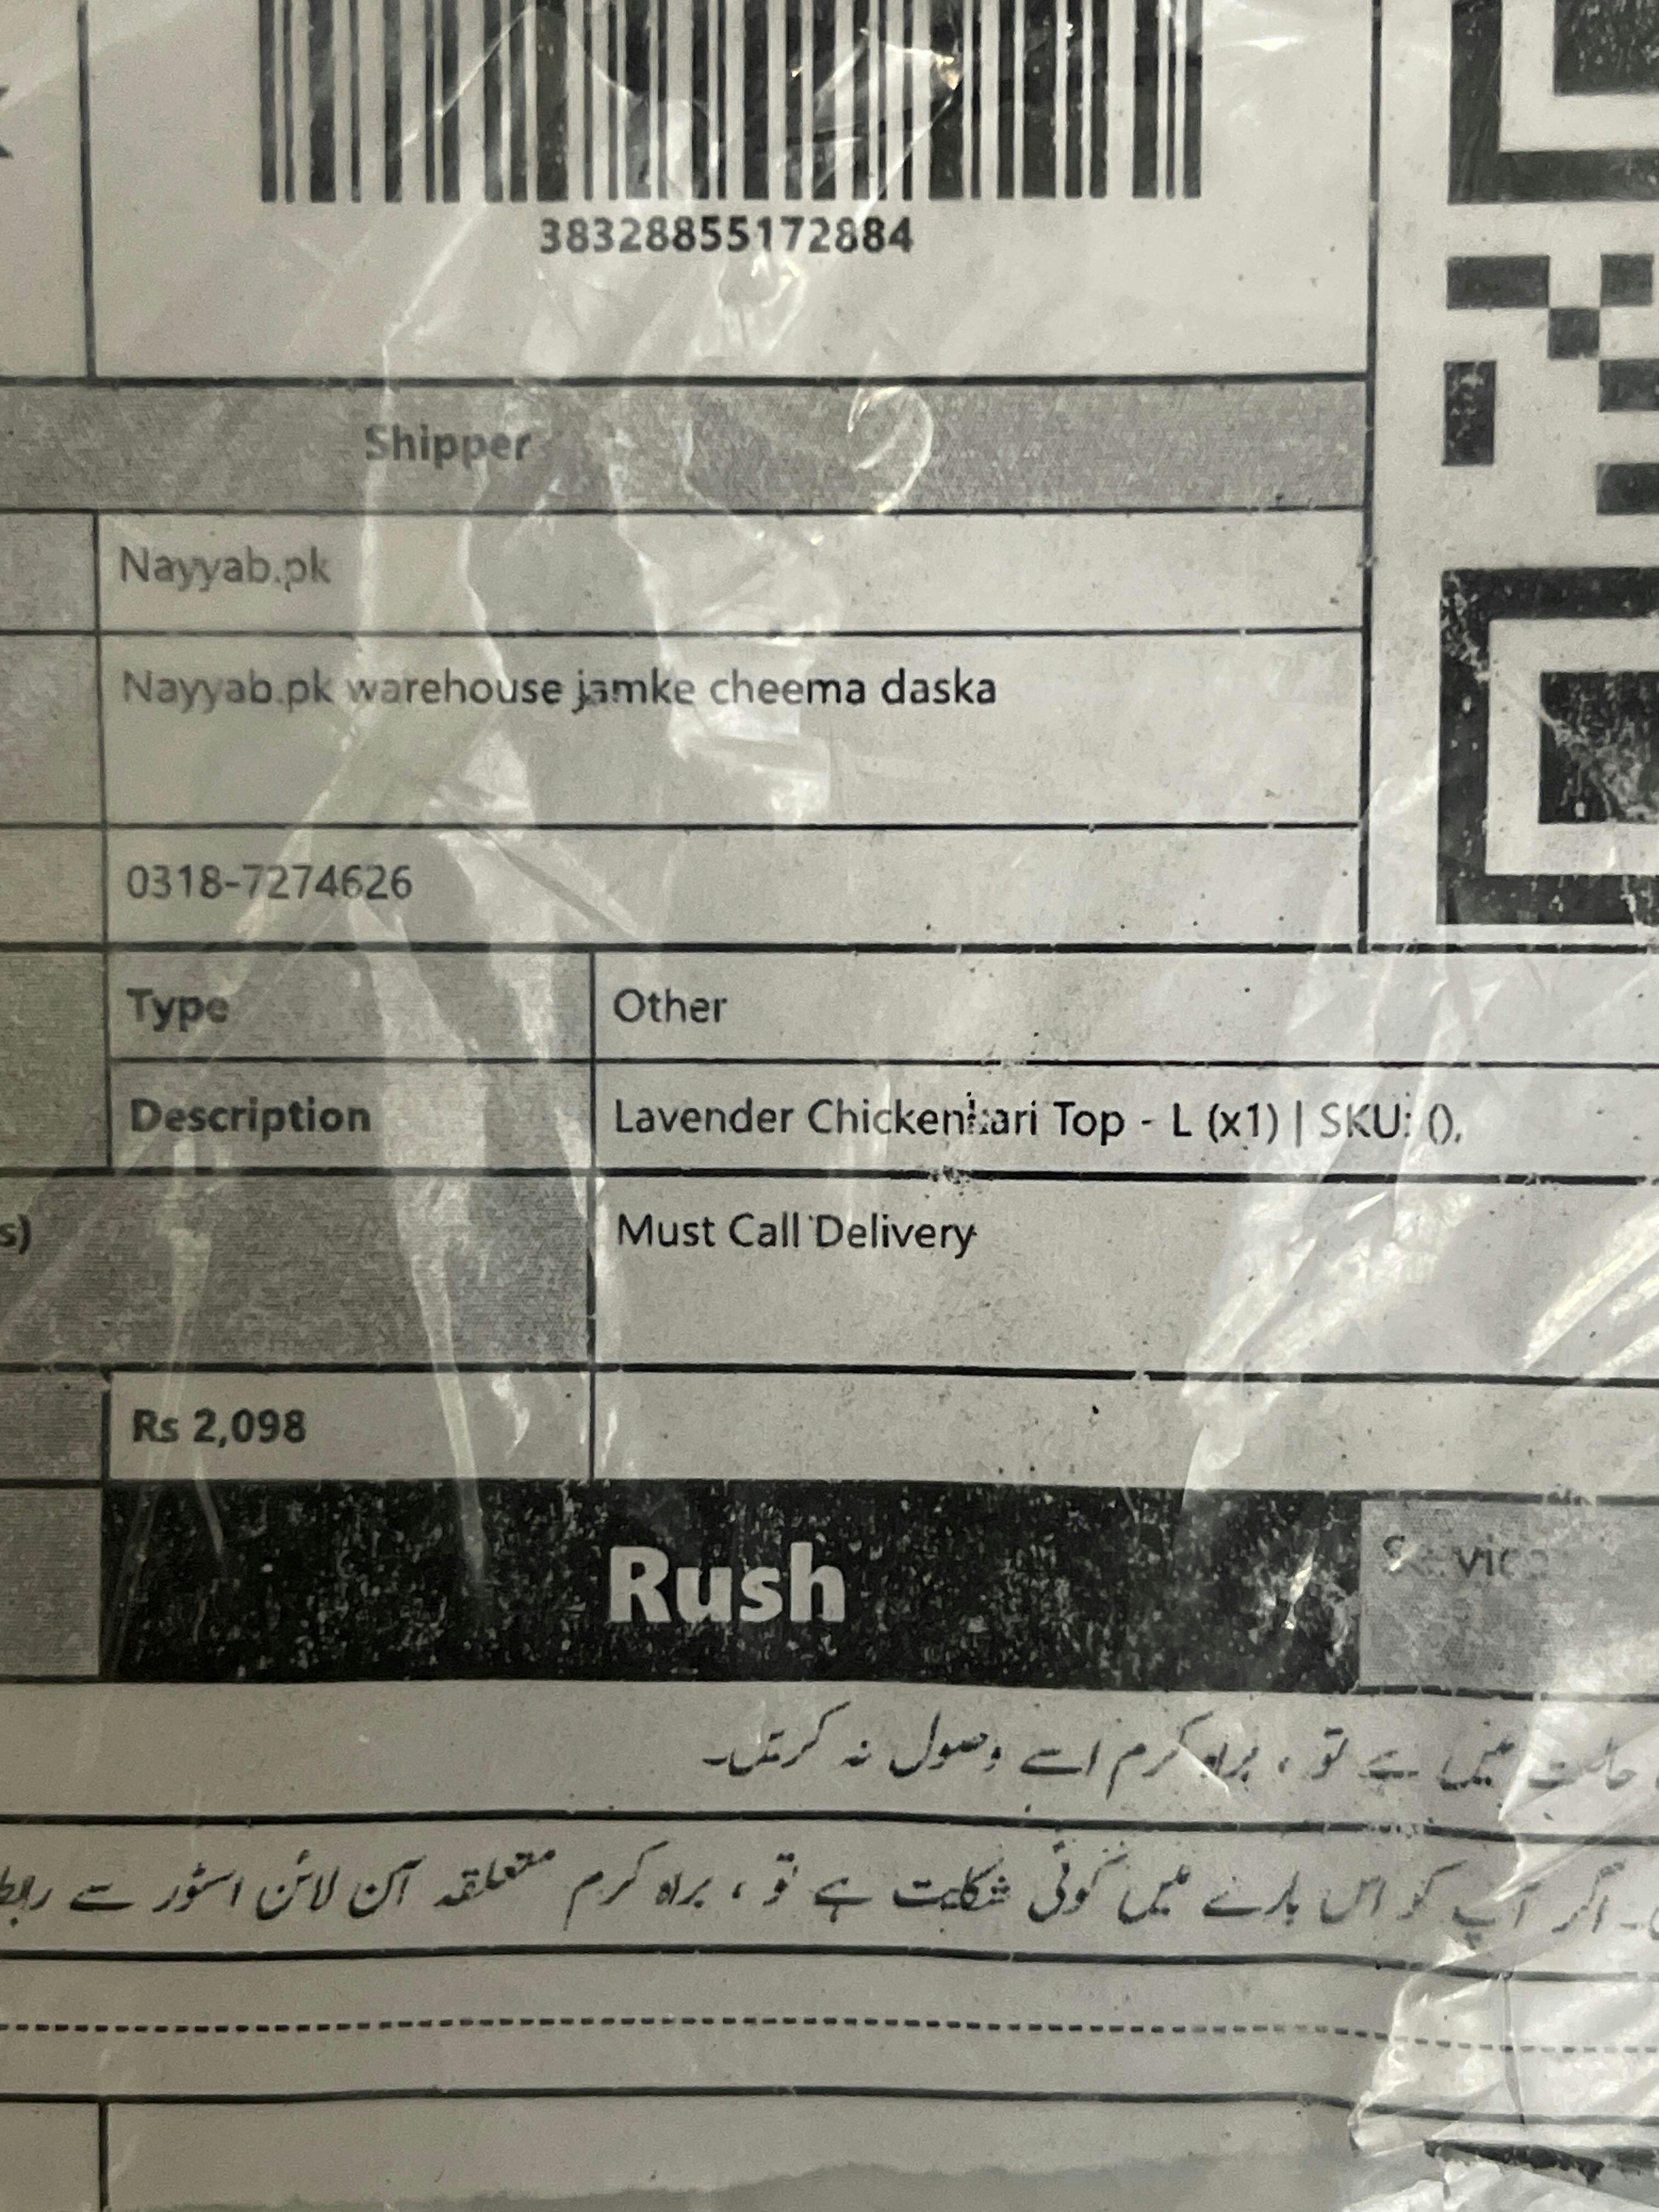 38328855172884
Shipper
Nayyab.pk
Nayyab.pk warehouse jamke cheema daska
0318-7274626
Type
Other
Description
Lavender Chickenkari Top - L (x1) | SKU: (),
s)
Must Call Delivery
Rs 2,098
Rush
Service
حالت میں ہے تو ، براہ کرم اسے وصول نہ کریں۔
اگر آپ کو اس بارے میں کوئی شکایت ہے تو ، براہ کرم متعلقہ آن لائن اسٹور سے